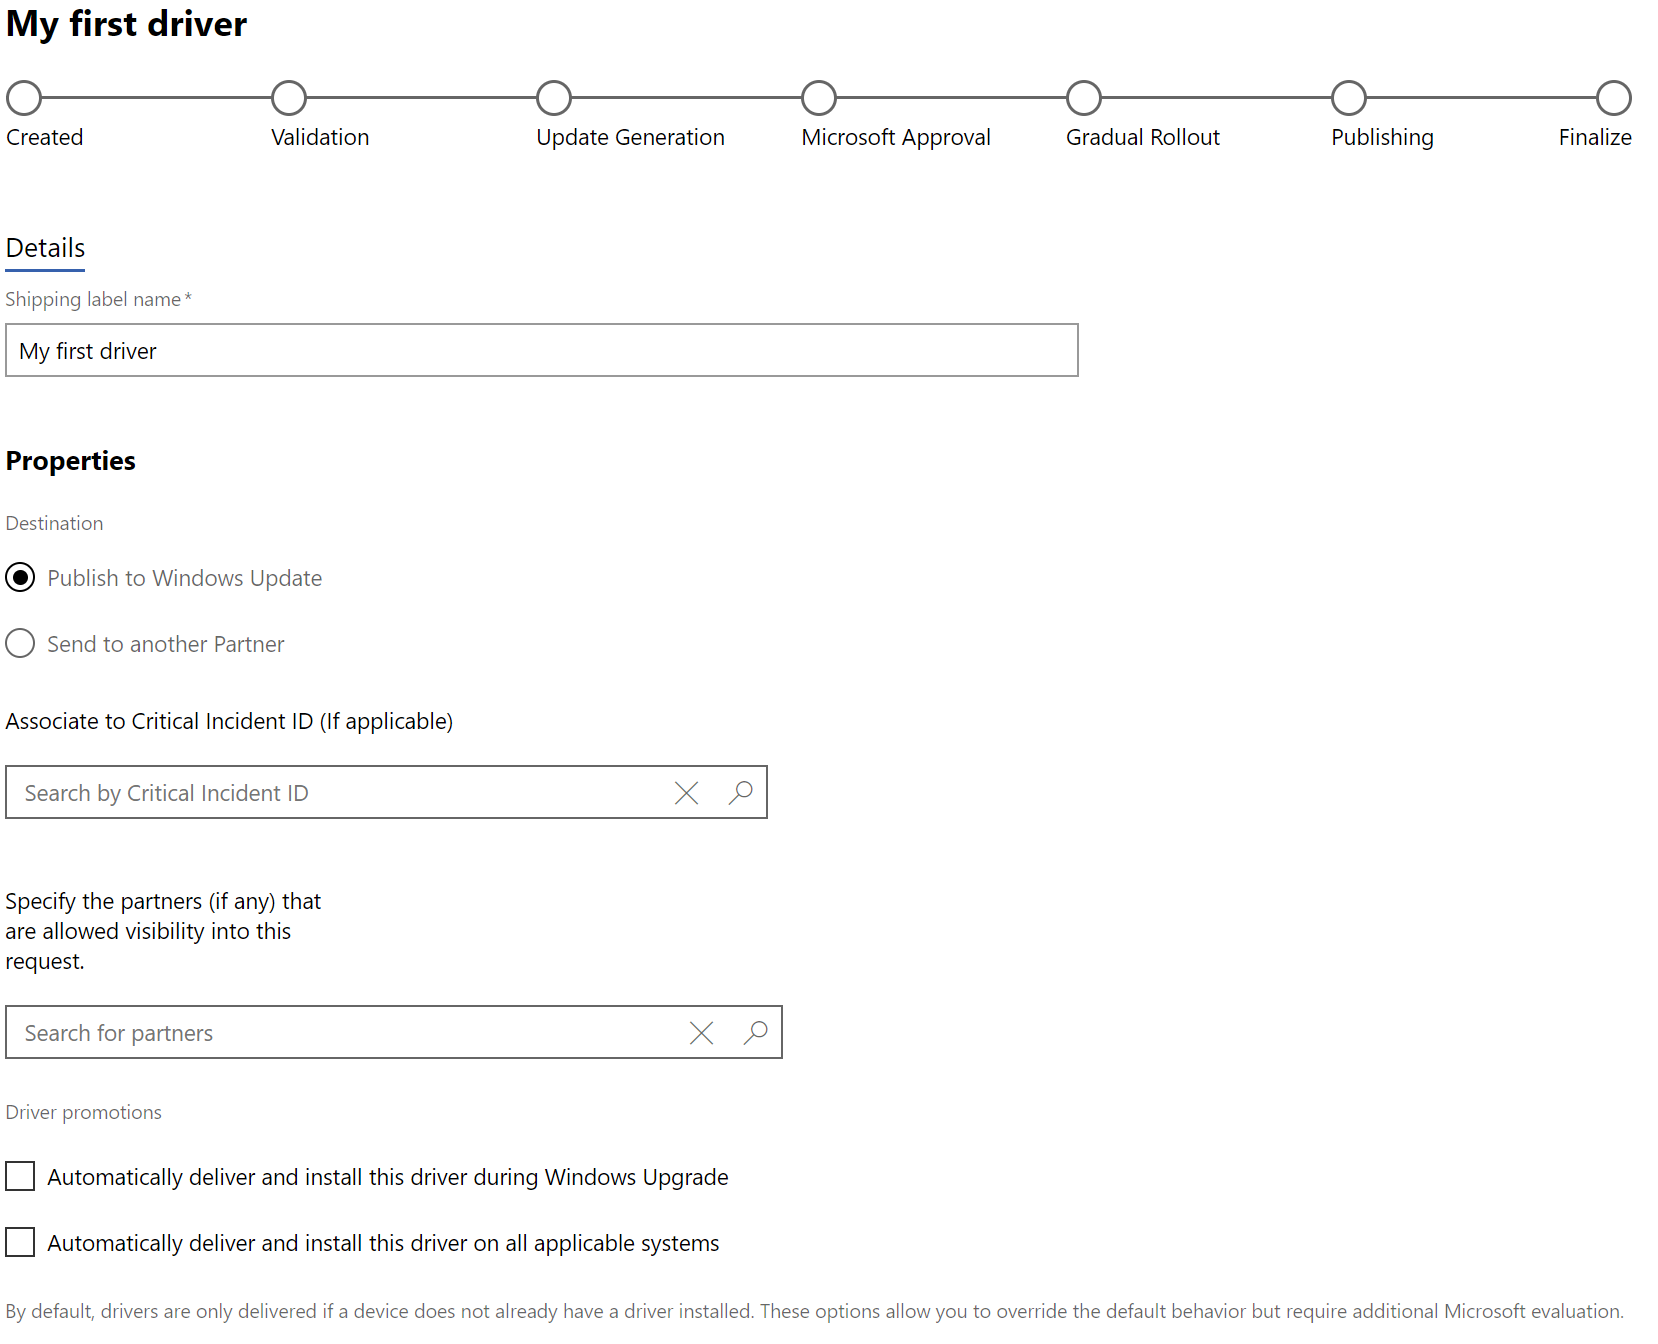 My first driver
Created Validation Update Generation Microsoft Approval Gradual Rollout Publishing Finalize
Details
Shipping label name*
My first driver
Properties
Destination
Publish to Windows Update
Send to another Partner
Associate to Critical Incident ID (If applicable)
Search by Critical Incident ID
Specify the partners (if any) that
are allowed visibility into this
request.
Search for partners
Driver promotions
Automatically deliver and install this driver during Windows Upgrade
Automatically deliver and install this driver on all applicable systems
By default, drivers are only delivered if a device does not already have a driver installed. These options allow you to override the default behavior but require additional Microsoft evaluation.